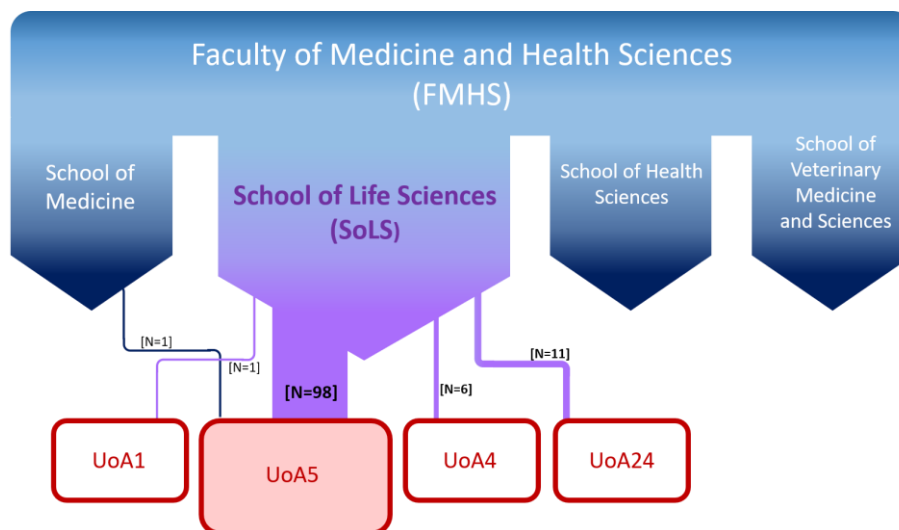 Faculty of Medicine and Health Sciences
(FMHS)
School of
Medicine
School of Life Sciences
(SoLS)
School of Health
Sciences
School of
Veterinary
Medicine
and Sciences
[N=1]
[N=1]
[N=98]
[N=6]
[N=11]
UoA1
UoA5
UoA4
UoA24